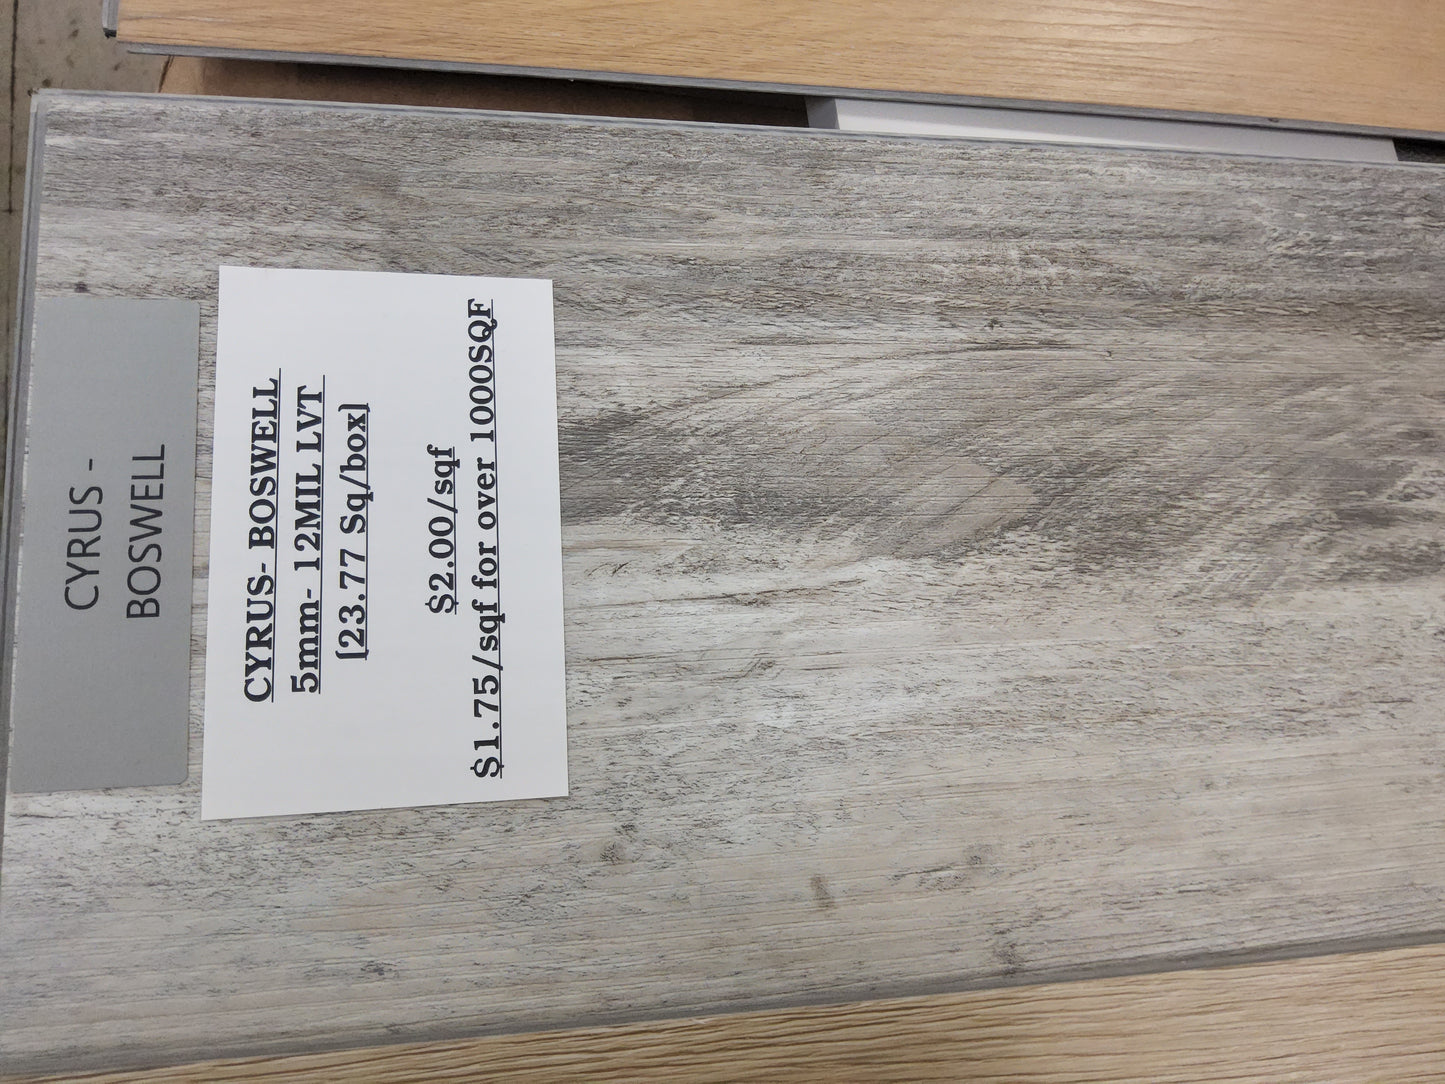 CYRUS -
BOSWELL
CYRUS- BOSWELL
5mm- 12MIL LVT
[23.77 Sq/box]
$2.00/sqf
$1.75/sqf for over 1000SQF